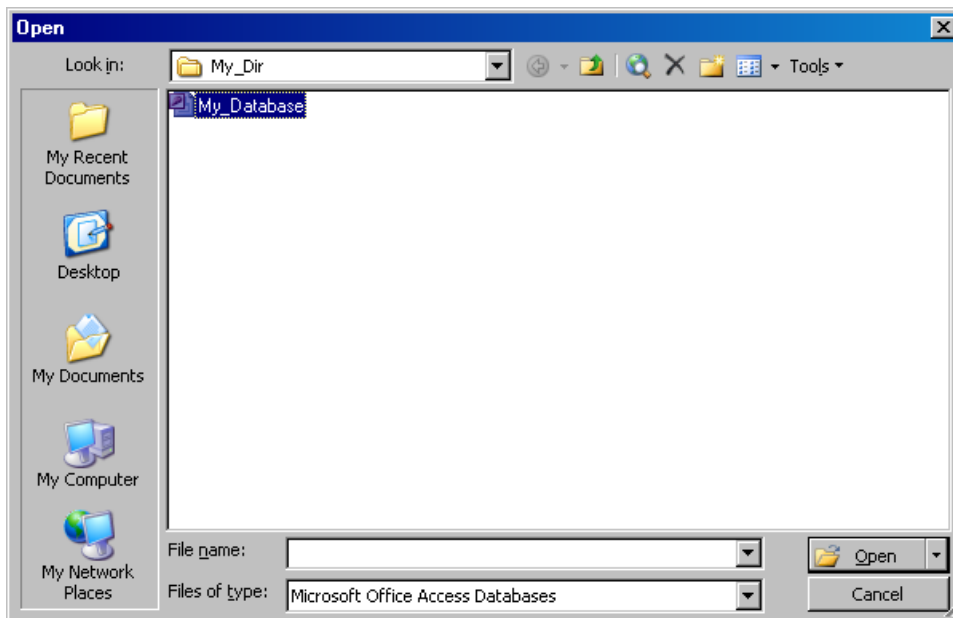 Open
Look in:
My_Dir
Tools
My_Database
My Recent
Documents
Desktop
My Documents
My Computer
My Network
Places
File name:
Open
Files of type:
Microsoft Office Access Databases
Cancel